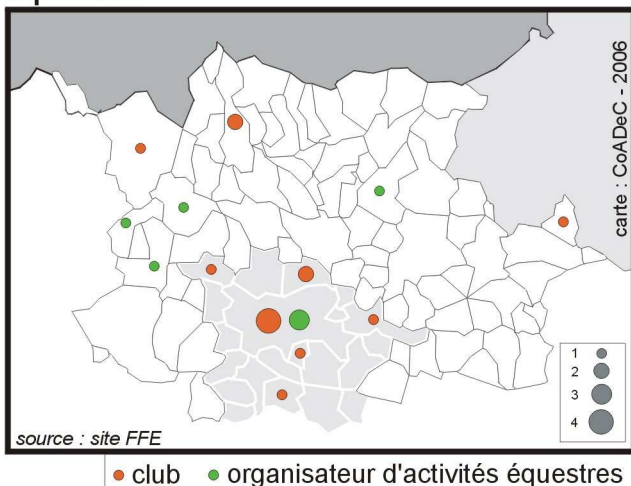 carte : CoADeC - 2006
1
2
3
4
source : site FFE
club organisateur d'activités équestres